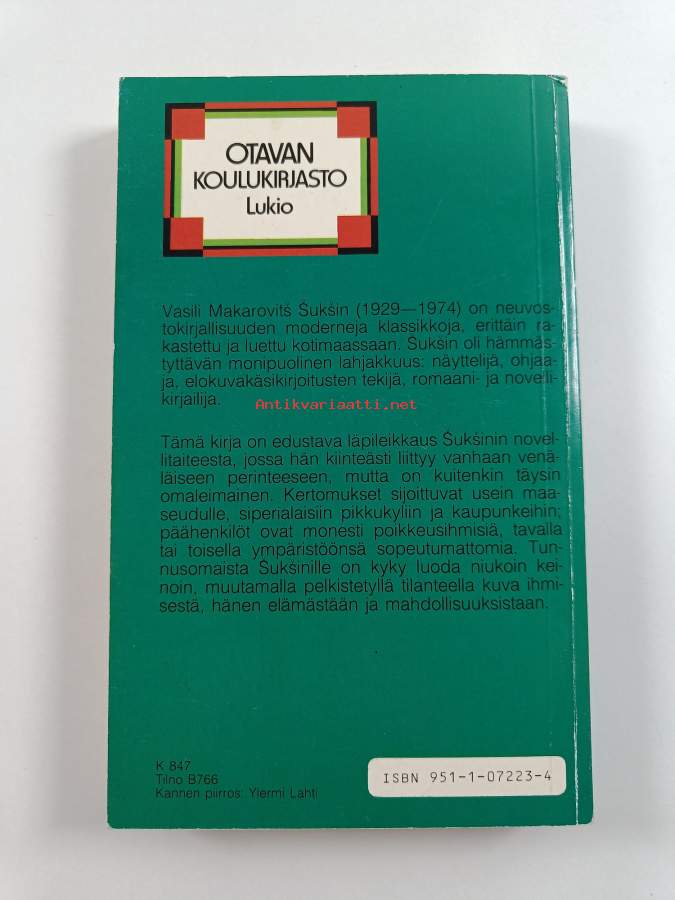 OTAVAN
KOULUKIRJASTO
Lukio
Vasili Makarovitš Šukšin (1929—1974) on neuvos-
tokirjallisuuden moderneja klassikkoja, erittäin ra-
kastettu ja luettu kotimaassaan. Šukšin oli hämmäs-
tyttävän monipuolinen lahjakkuus: näyttelijä, ohjaa-
ja, elokuvakäsikirjoitusten tekijä, romaani- ja novelli-
kirjailija.
Antikvariaatti.net
Tämä kirja on edustava läpileikkaus Šukšinin novel-
litaiteesta, jossa hän kiinteästi liittyy vanhaan venä-
läiseen perinteeseen, mutta on kuitenkin täysin
omaleimainen. Kertomukset sijoittuvat usein maa-
seudulle, siperialaisiin pikkukyliin ja kaupunkeihin;
päähenkilöt ovat monesti poikkeusihmisiä, tavalla
tai toisella ympäristöönsä sopeutumattomia. Tun-
nusomaista Šukšinille on kyky luoda niukoin kei-
noin, muutamalla pelkistetyllä tilanteella kuva ihmi-
sestä, hänen elämästään ja mahdollisuuksistaan.
K 847
Tilno B766
Kannen piirros: Ylermi Lahti
ISBN 951-1-07223-4